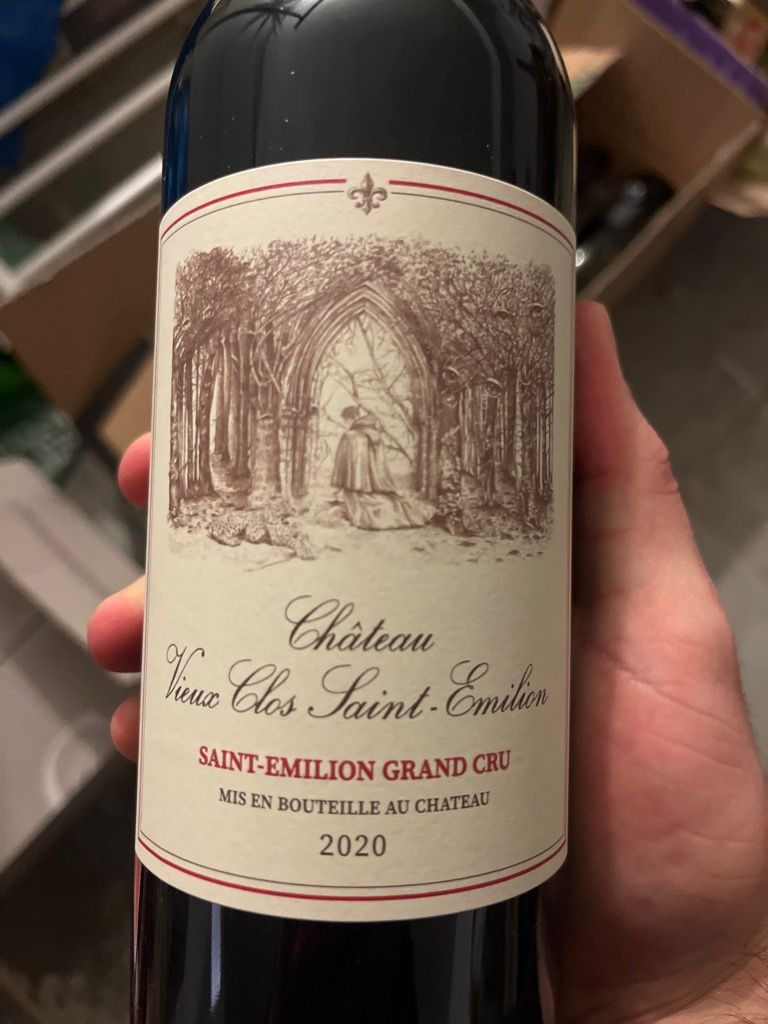 Château
Vieux Clos Saint-Emilion
SAINT-EMILION GRAND CRU
MIS EN BOUTEILLE AU CHATEAU
2020